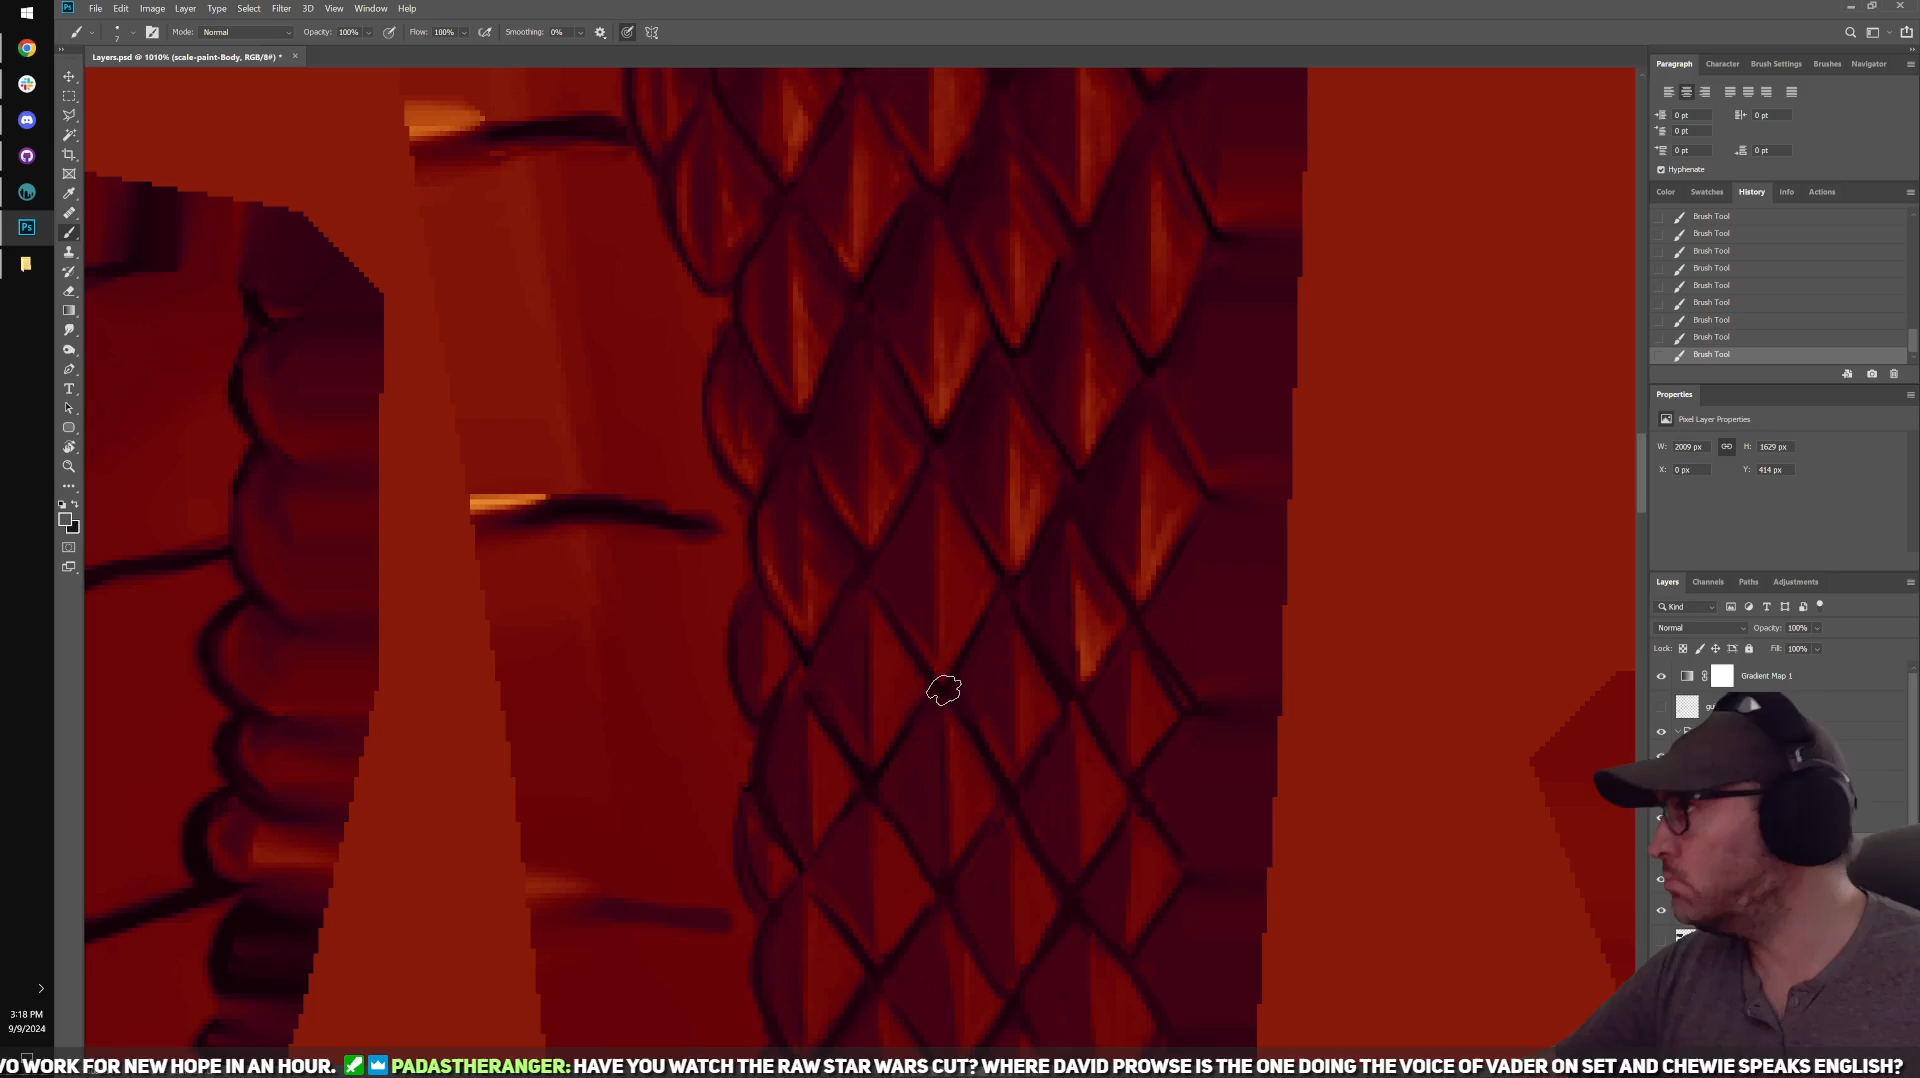 File Edit Image Layer Type Select Filter 3D View Window Help
7 Mode: Normal Opacity: 100% Flow: 100% Smoothing: 0%
Layers.psd @ 1010% (scale-paint-Body, RGB/8#) *
Paragraph Character Brush Settings Brushes Navigator
0 pt 0 pt
0 pt
0 pt 0 pt
Hyphenate
Color Swatches History Info Actions
Brush Tool
Brush Tool
Brush Tool
Brush Tool
Brush Tool
Brush Tool
Brush Tool
Brush Tool
Brush Tool
Properties
Pixel Layer Properties
W: 2009 px H: 1629 px
X: 0 px Y: 414 px
Layers Channels Paths Adjustments
Kind
Normal Opacity: 100%
Lock: Fill: 100%
Gradient Map 1
3:18 PM
9/9/2024
VO WORK FOR NEW HOPE IN AN HOUR. PADASTHERANGER: HAVE YOU WATCH THE RAW STAR WARS CUT? WHERE DAVID PROWSE IS THE ONE DOING THE VOICE OF VADER ON SET AND CHEWIE SPEAKS ENGLISH?